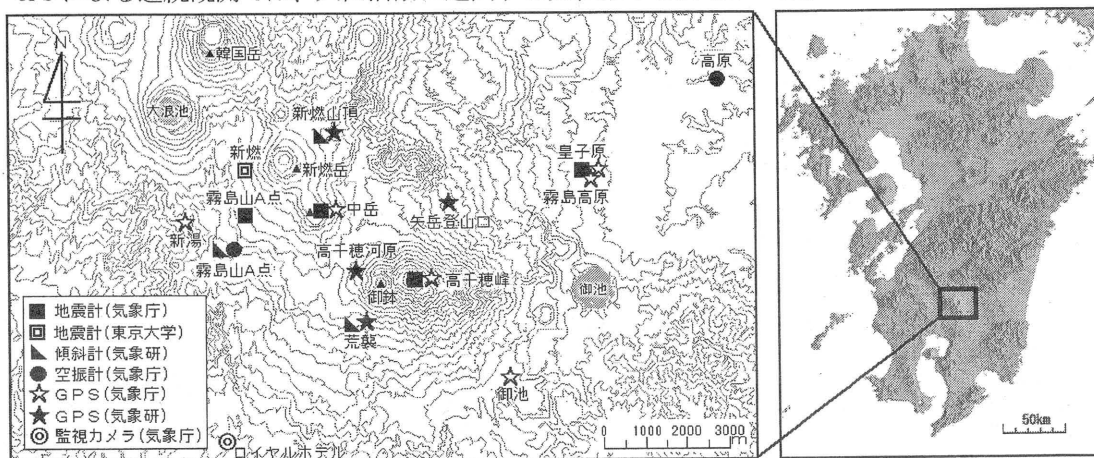 N
韓国岳
高原
大浪池
新燃山頂
新燃
新燃岳
皇子原
霧島高原
霧島山A点
中岳
矢岳登山口
新湯
霧島山A点
高千穂河原
高千穂峰
御鉢
御池
荒襲
御池
地震計(気象庁)
地震計(東京大学)
傾斜計(気象研)
空振計(気象庁)
GPS(気象庁)
GPS(気象研)
監視カメラ(気象庁)
ロイヤルホテル
0 1000 2000 3000
m
50km